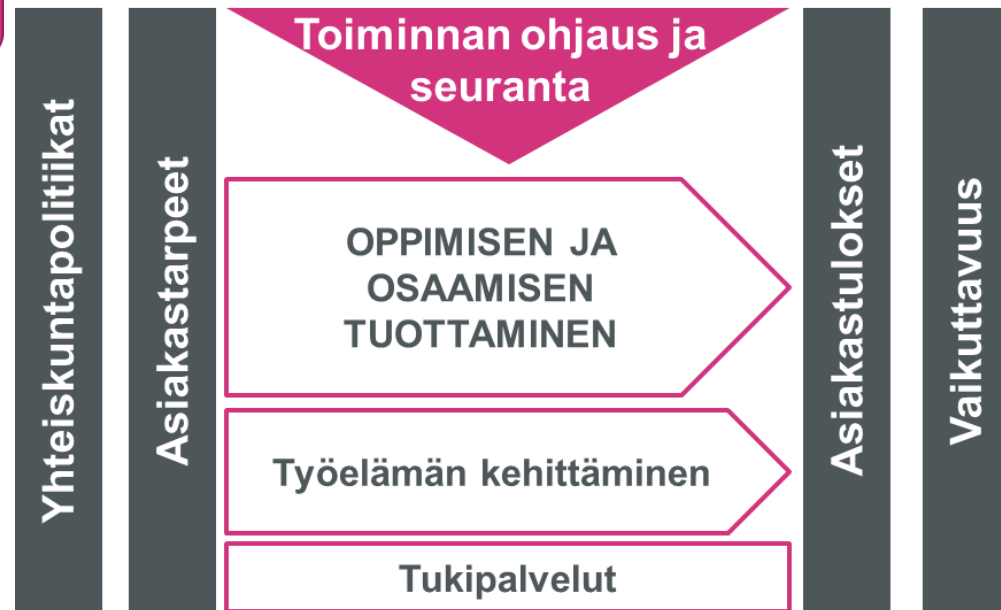 Yhteiskuntapolitiikat
Asiakastarpeet
Toiminnan ohjaus ja
seuranta
OPPIMISEN JA
OSAAMISEN
TUOTTAMINEN
Työelämän kehittäminen
Tukipalvelut
Asiakastulokset
Vaikuttavuus